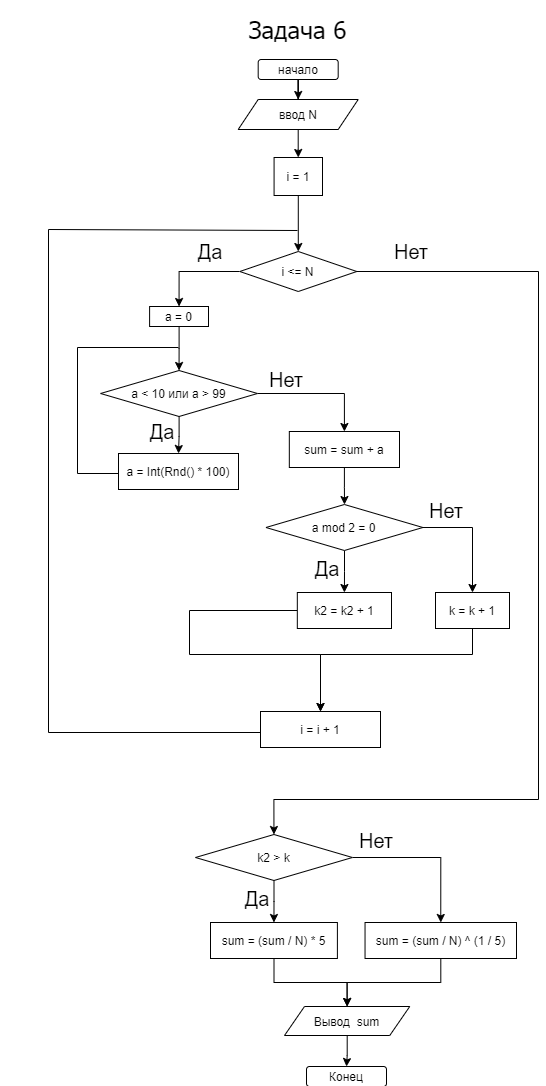 Задача 6
начало
ввод N
i = 1
i <= N
Да
Нет
a = 0
a < 10 или a > 99
Нет
Да
a = Int(Rnd() * 100)
sum = sum + a
a mod 2 = 0
Нет
Да
k2 = k2 + 1
k = k + 1
i = i + 1
k2 > k
Нет
Да
sum = (sum / N) * 5
sum = (sum / N) ^ (1 / 5)
Вывод sum
Конец